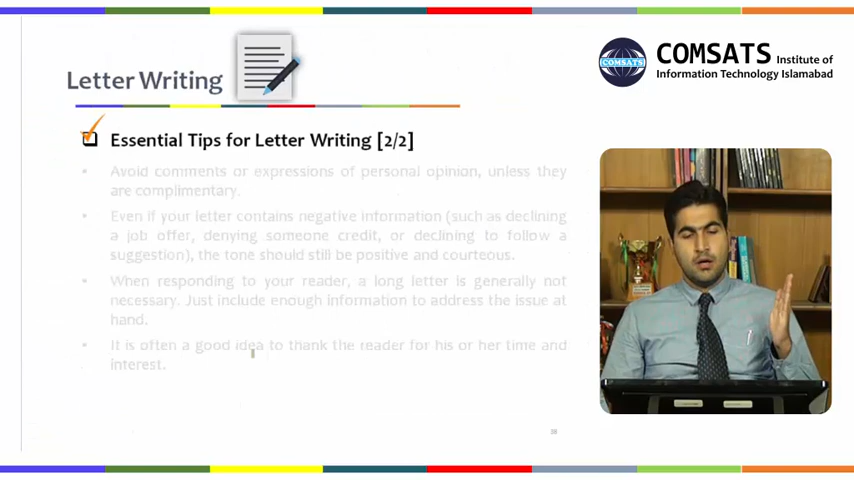 COMSATS Institute of
Information Technology Islamabad
COMSATS
Letter Writing
Essential Tips for Letter Writing [2/2]
• Avoid comments or expressions of personal opinion, unless they
are complimentary.
• Even if your letter contains negative information (such as declining
a job offer, denying someone credit, or declining to follow a
suggestion), the tone should still be positive and courteous.
• When responding to your reader, a long letter is generally not
necessary. Just include enough information to address the issue at
hand.
• It is often a good idea to thank the reader for his or her time and
interest.